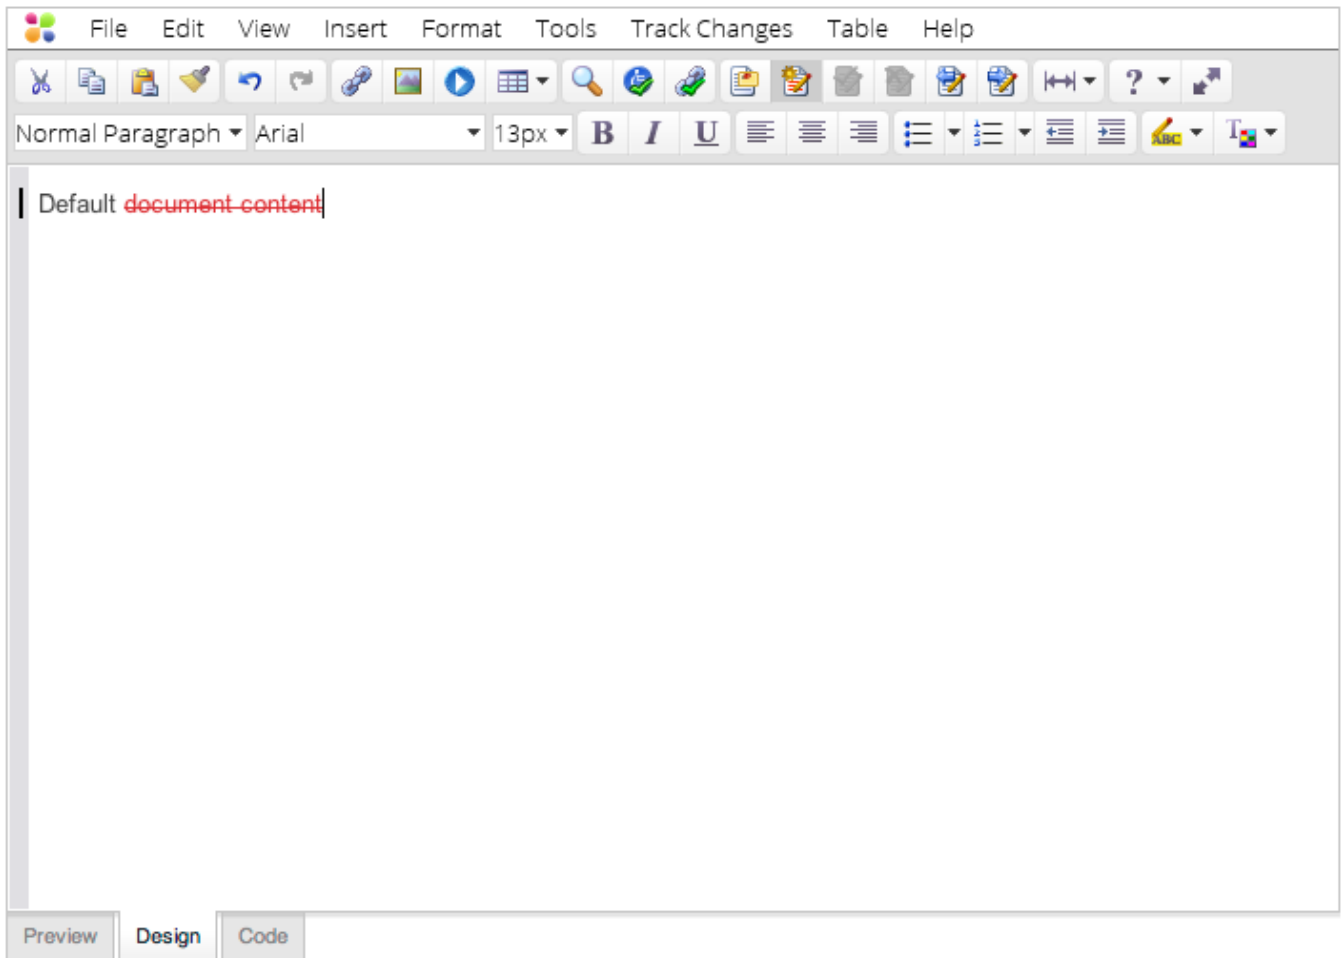 File Edit View Insert Format Tools Track Changes Table Help
?
Normal Paragraph Arial 13px B I U ABC T
Default document content
Preview Design Code